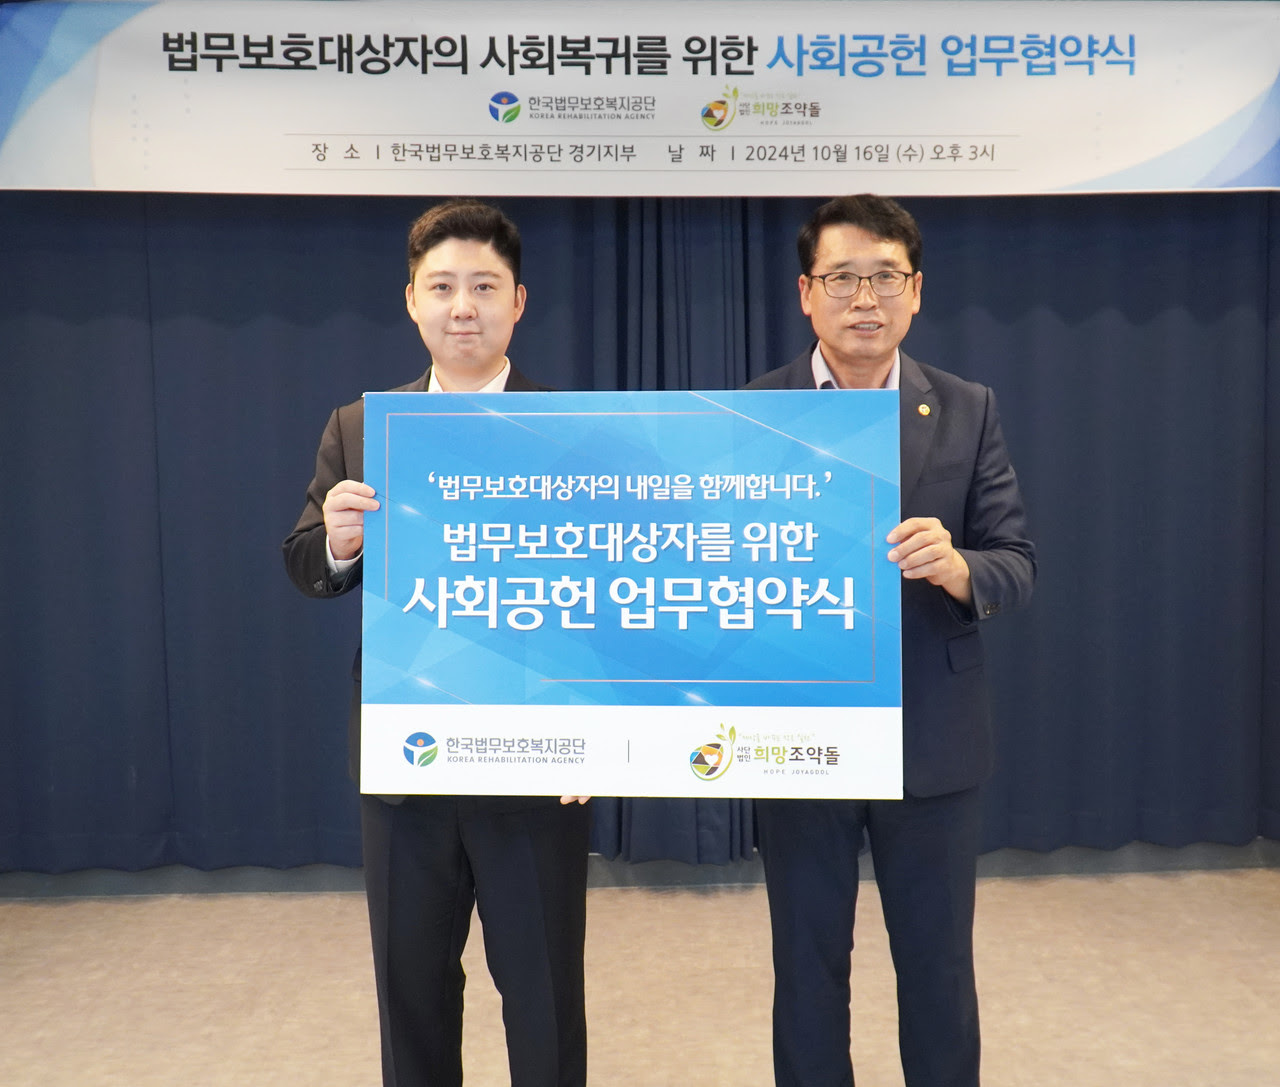 법무보호대상자의 사회복귀를 위한 사회공헌 업무협약식
한국법무보호복지공단
KOREA REHABILITATION AGENCY
사단법인 희망조약돌
HOPE JOYAGDOL
장 소 | 한국법무보호복지공단 경기지부 날 짜 | 2024년 10월 16일 (수) 오후 3시
‘법무보호대상자의 내일을 함께합니다.’
법무보호대상자를 위한
사회공헌 업무협약식
한국법무보호복지공단
KOREA REHABILITATION AGENCY
사단법인 희망조약돌
HOPE JOYAGDOL